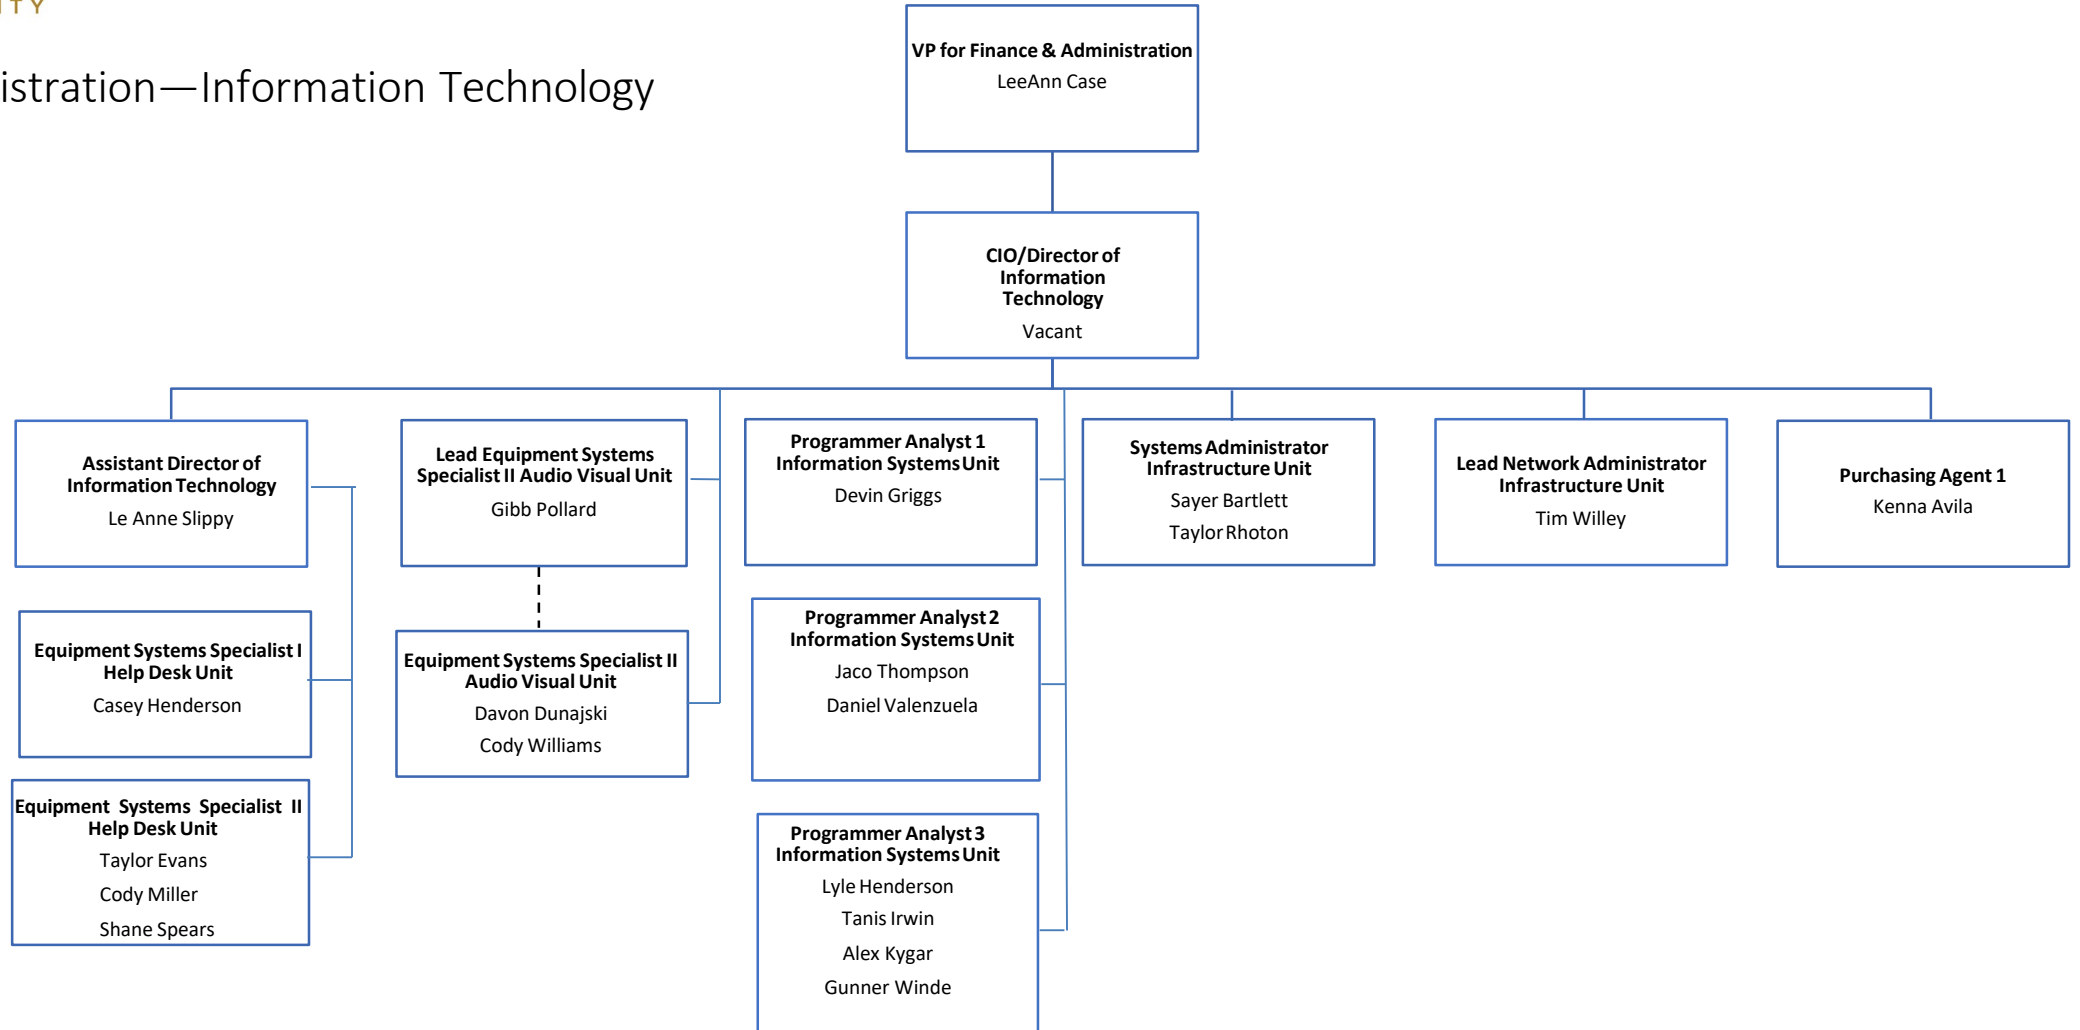 ITY
istration—Information Technology
VP for Finance & Administration
LeeAnn Case
CIO/Director of
Information
Technology
Vacant
Assistant Director of
Information Technology
Le Anne Slippy
Lead Equipment Systems
Specialist II Audio Visual Unit
Gibb Pollard
Programmer Analyst 1
Information Systems Unit
Devin Griggs
Systems Administrator
Infrastructure Unit
Sayer Bartlett
Taylor Rhoton
Lead Network Administrator
Infrastructure Unit
Tim Willey
Purchasing Agent 1
Kenna Avila
Equipment Systems Specialist I
Help Desk Unit
Casey Henderson
Equipment Systems Specialist II
Audio Visual Unit
Davon Dunajski
Cody Williams
Programmer Analyst 2
Information Systems Unit
Jaco Thompson
Daniel Valenzuela
Equipment Systems Specialist II
Help Desk Unit
Taylor Evans
Cody Miller
Shane Spears
Programmer Analyst 3
Information Systems Unit
Lyle Henderson
Tanis Irwin
Alex Kygar
Gunner Winde